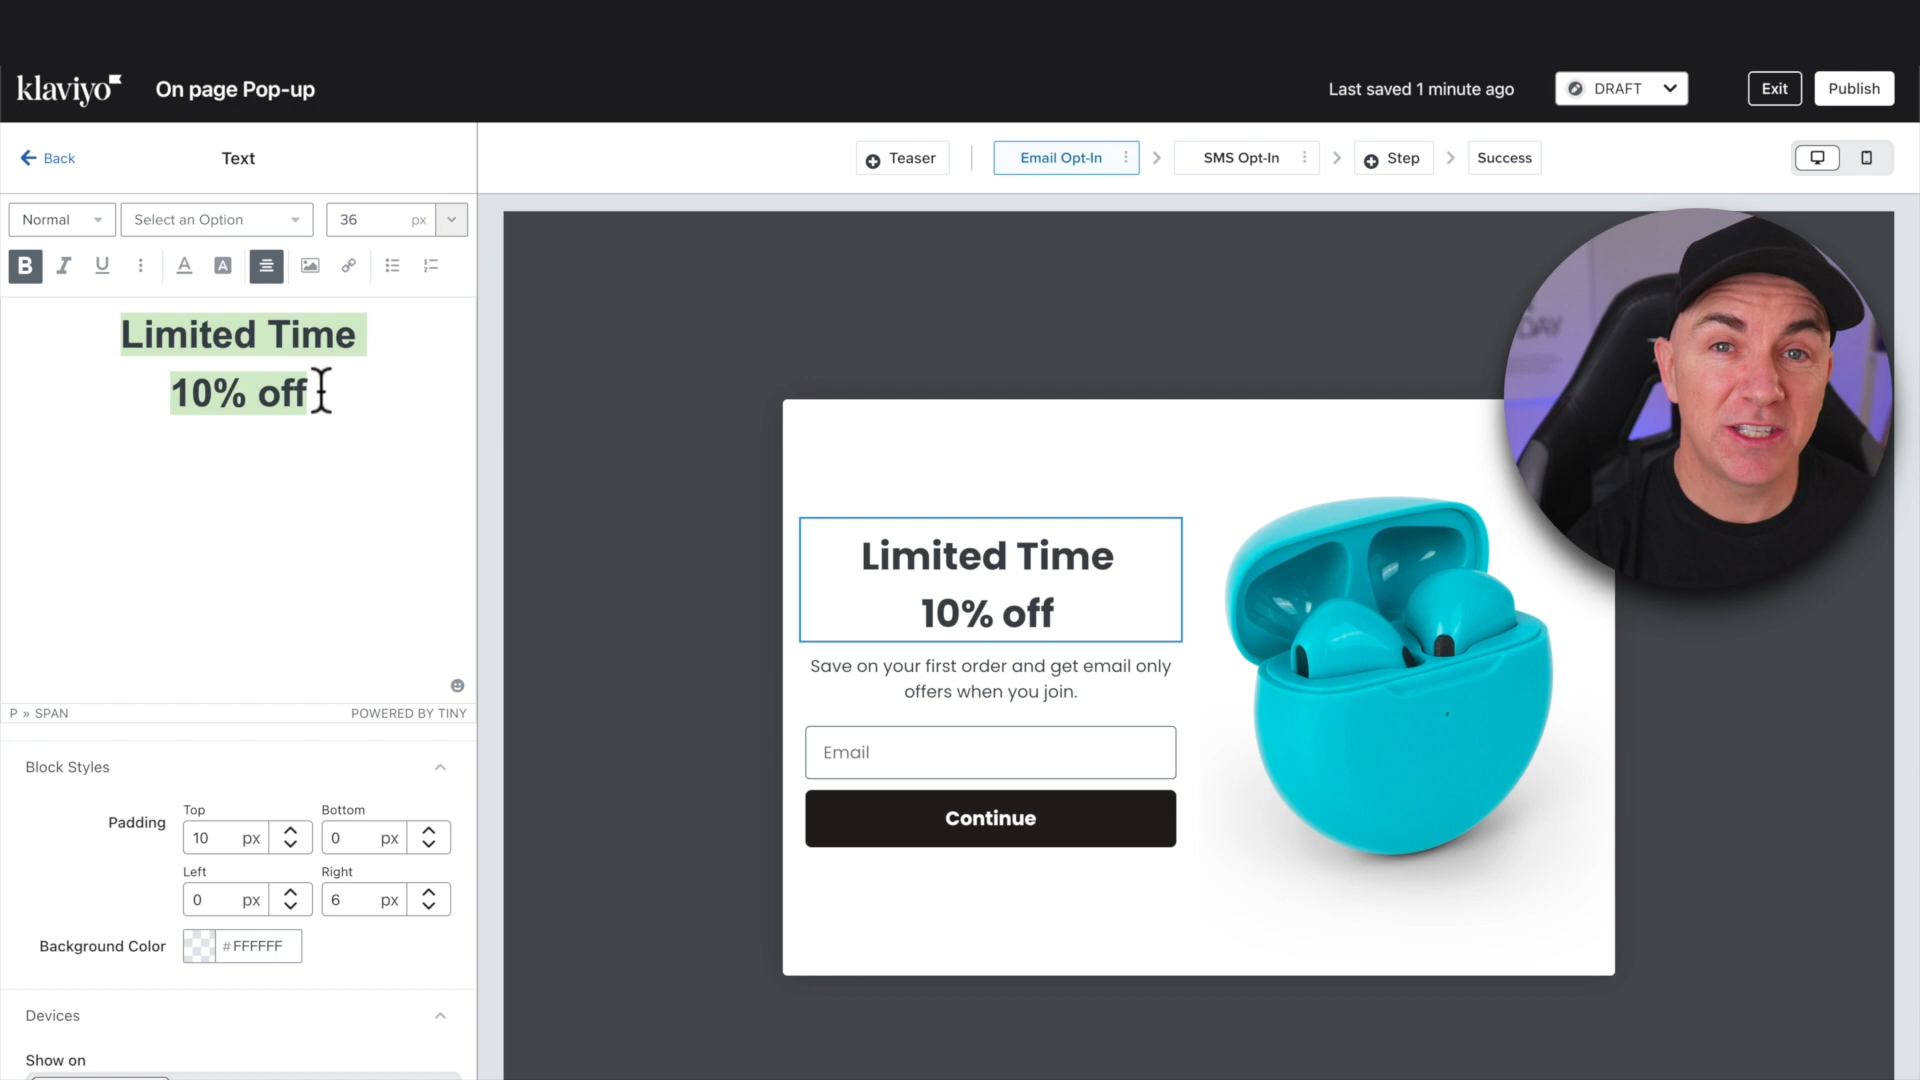 klaviyo
On page Pop-up
Last saved 1 minute ago
DRAFT
Exit
Publish
Back
Text
Teaser
Email Opt-In
SMS Opt-In
Step
Success
Normal
Select an Option
36 px
B I U A A
Limited Time
10% off
P » SPAN
POWERED BY TINY
Block Styles
Padding
Top
10 px
Bottom
0 px
Left
0 px
Right
6 px
Background Color
#FFFFFF
Devices
Show on
Limited Time
10% off
Save on your first order and get email only
offers when you join.
Email
Continue